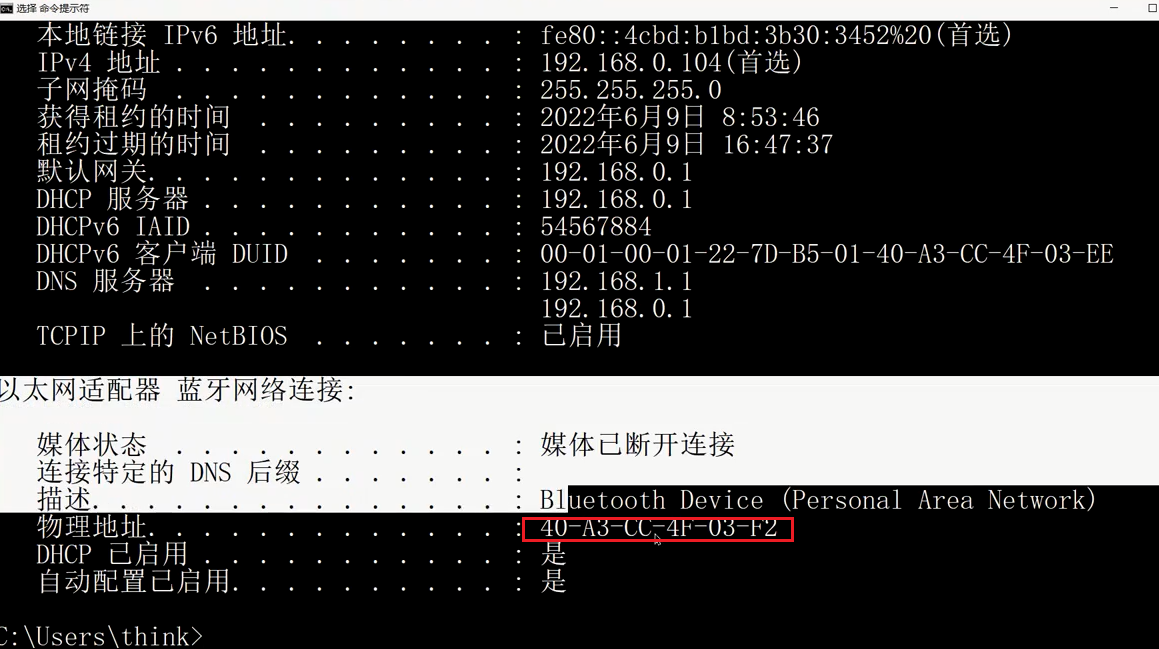 选择 命令提示符
本地链接 IPv6 地址. . . . . . . . : fe80::4cbd:b1bd:3b30:3452%20(首选)
IPv4 地址 . . . . . . . . . . . . : 192.168.0.104(首选)
子网掩码 . . . . . . . . . . . . : 255.255.255.0
获得租约的时间 . . . . . . . . . : 2022年6月9日 8:53:46
租约过期的时间 . . . . . . . . . : 2022年6月9日 16:47:37
默认网关. . . . . . . . . . . . . : 192.168.0.1
DHCP 服务器 . . . . . . . . . . . : 192.168.0.1
DHCPv6 IAID . . . . . . . . . . . : 54567884
DHCPv6 客户端 DUID . . . . . . . : 00-01-00-01-22-7D-B5-01-40-A3-CC-4F-03-EE
DNS 服务器 . . . . . . . . . . . : 192.168.1.1
192.168.0.1
TCPIP 上的 NetBIOS . . . . . . . : 已启用
以太网适配器 蓝牙网络连接:
媒体状态 . . . . . . . . . . . . : 媒体已断开连接
连接特定的 DNS 后缀 . . . . . . . :
描述. . . . . . . . . . . . . . . : Bluetooth Device (Personal Area Network)
物理地址. . . . . . . . . . . . . : 40-A3-CC-4F-03-F2
DHCP 已启用 . . . . . . . . . . . : 是
自动配置已启用. . . . . . . . . . : 是
C:\Users\think>